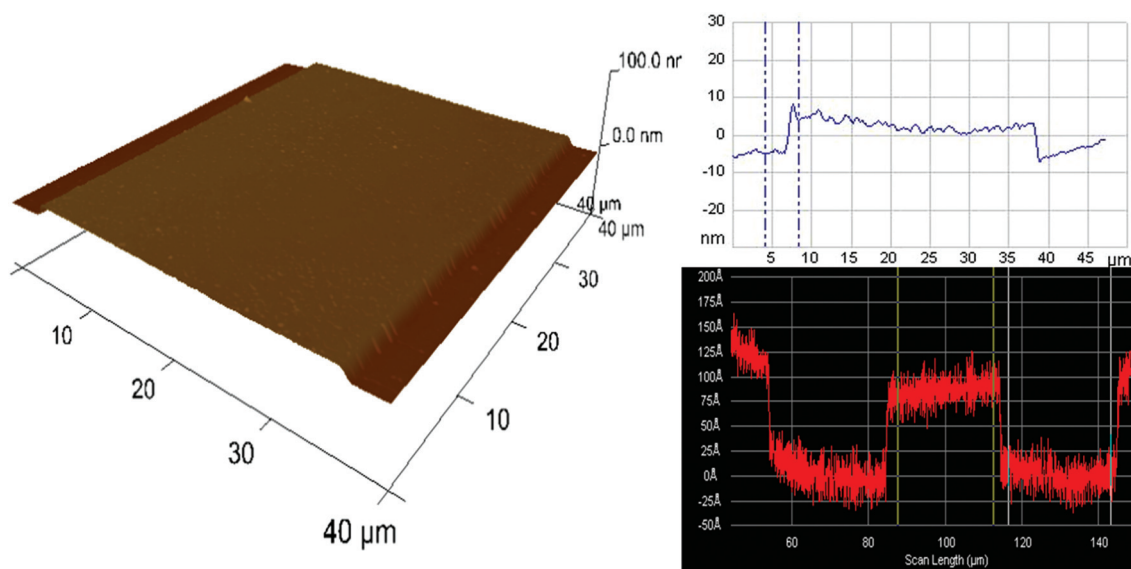 100.0 nr
0.0 nm
40 µm
40 µm
30
20
10
10
20
30
40 µm
30
20
10
0
-10
-20
nm
5 10 15 20 25 30 35 40 45 µm
200Å
175Å
150Å
125Å
100Å
75Å
50Å
25Å
0Å
-25Å
-50Å
60 80 100 120 140
Scan Length (µm)